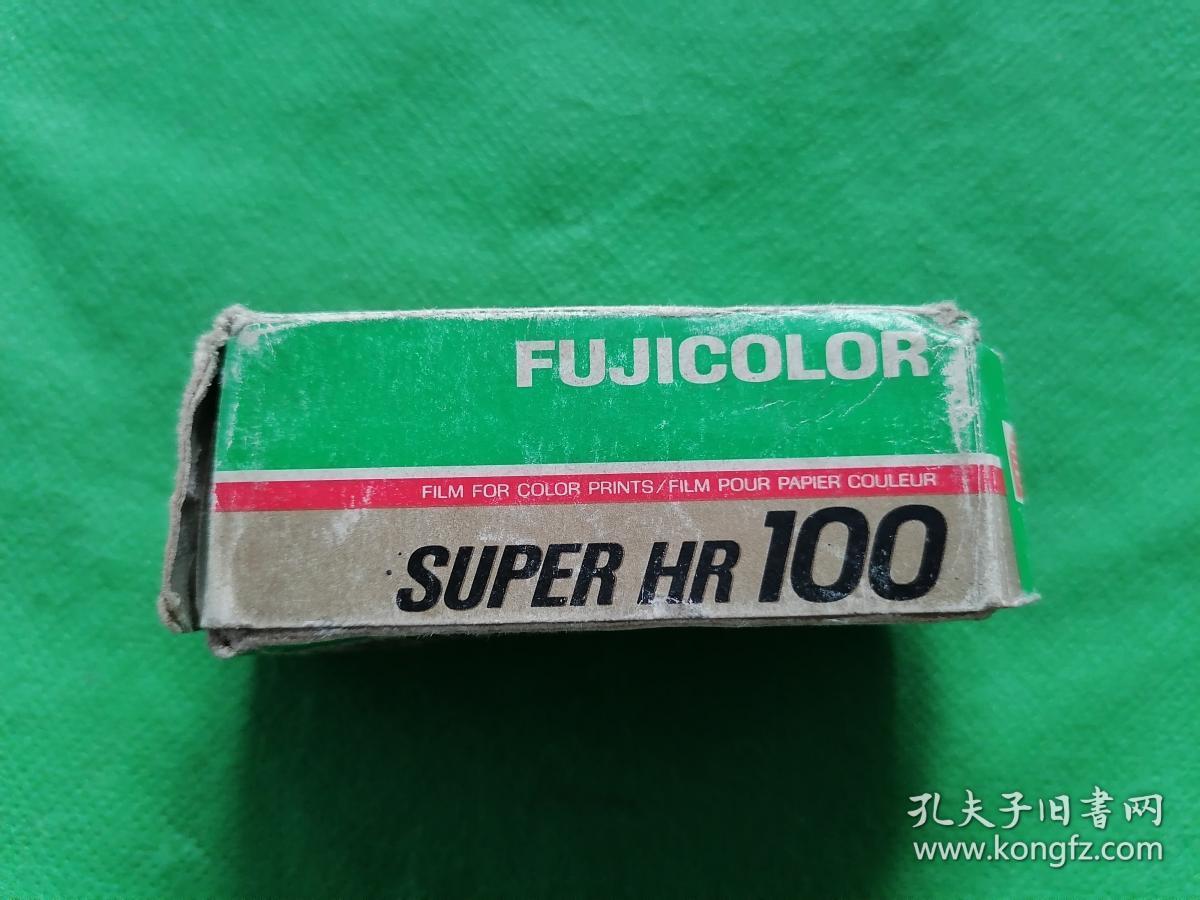 FUJICOLOR
FILM FOR COLOR PRINTS/FILM POUR PAPIER COULEUR
SUPER HR 100
孔夫子旧书网
www.kongfz.com